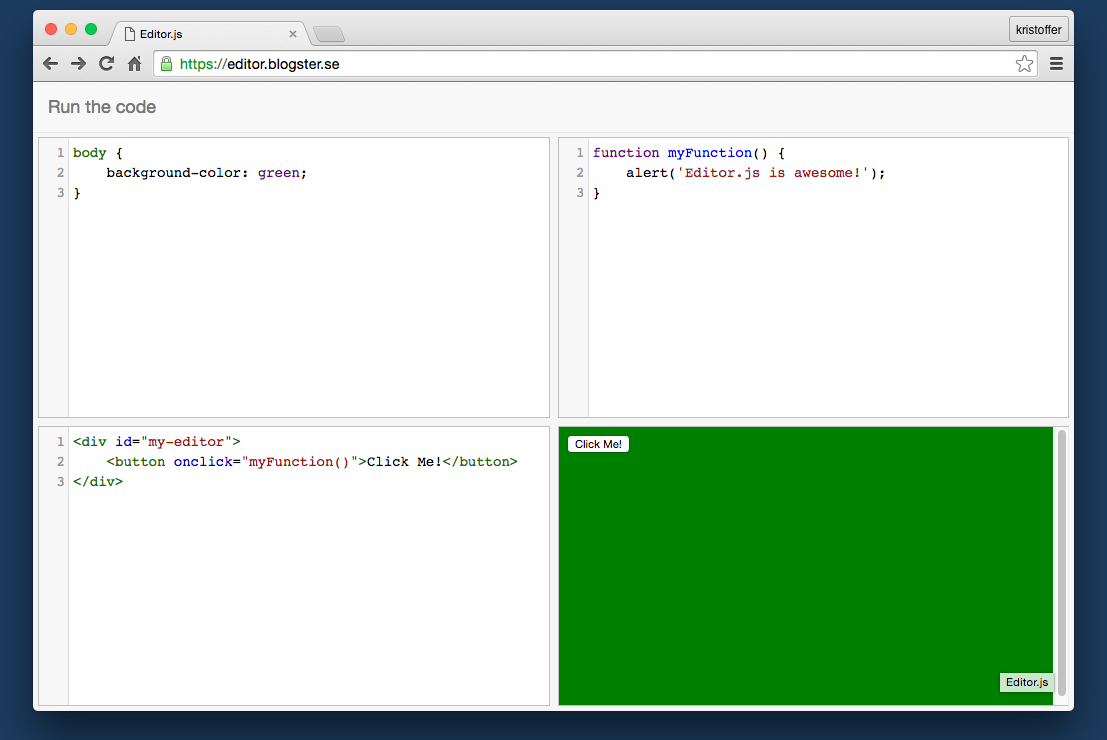 Editor.js
kristoffer
https://editor.blogster.se
Run the code
1 body {
2     background-color: green;
3 }
1 function myFunction() {
2     alert('Editor.js is awesome!');
3 }
1 <div id="my-editor">
2     <button onclick="myFunction()">Click Me!</button>
3 </div>
Click Me!
Editor.js